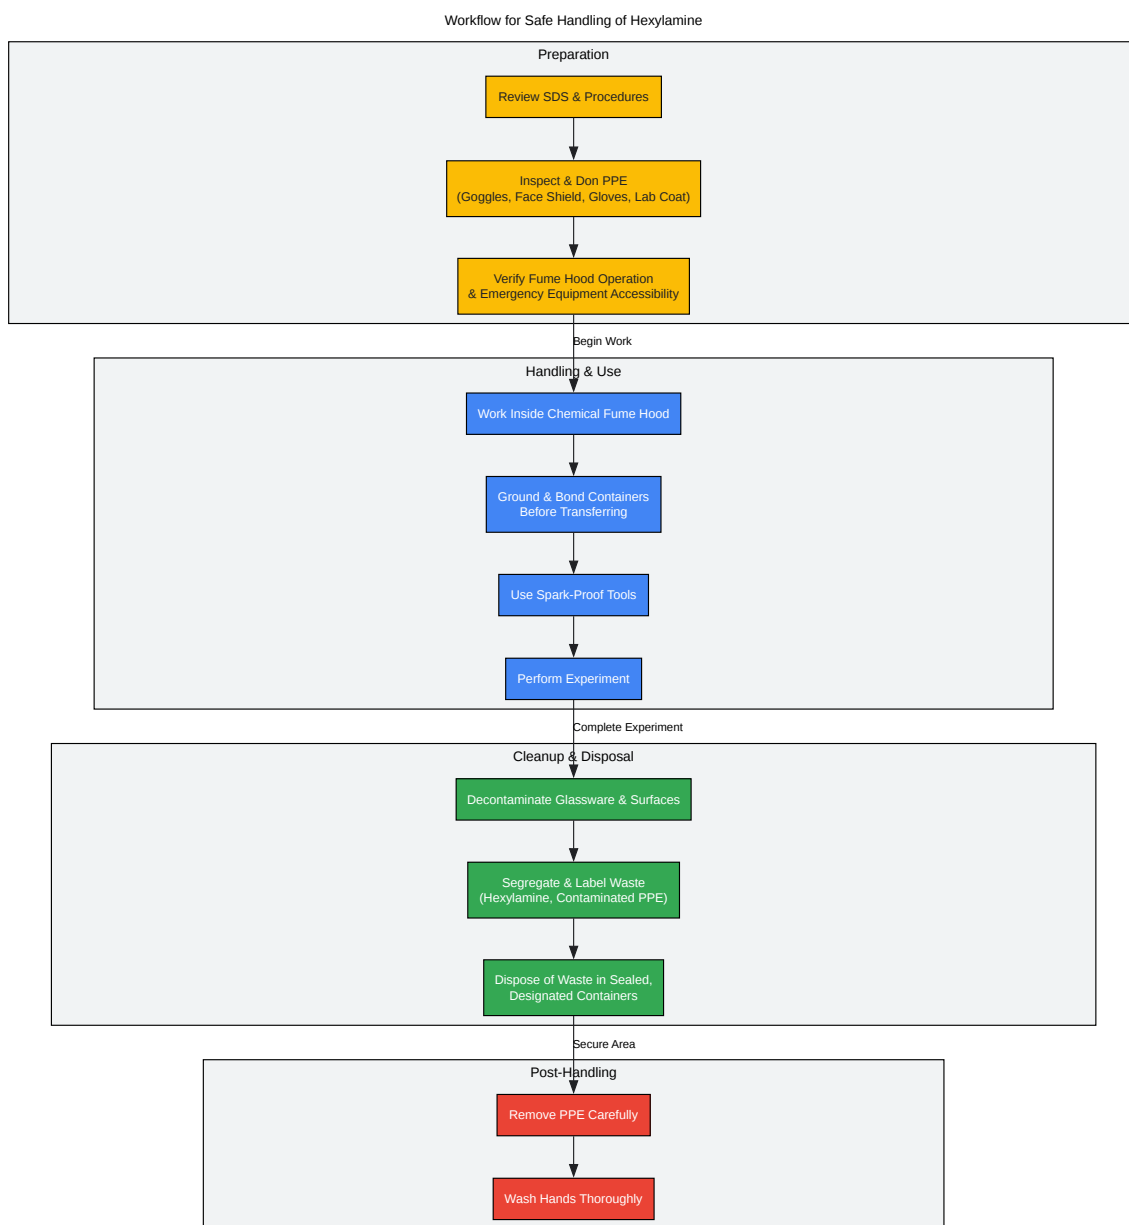 Workflow for Safe Handling of Hexylamine
Preparation
Review SDS & Procedures
Inspect & Don PPE
(Goggles, Face Shield, Gloves, Lab Coat)
Verify Fume Hood Operation
& Emergency Equipment Accessibility
Begin Work
Handling & Use
Work Inside Chemical Fume Hood
Ground & Bond Containers
Before Transferring
Use Spark-Proof Tools
Perform Experiment
Complete Experiment
Cleanup & Disposal
Decontaminate Glassware & Surfaces
Segregate & Label Waste
(Hexylamine, Contaminated PPE)
Dispose of Waste in Sealed,
Designated Containers
Secure Area
Post-Handling
Remove PPE Carefully
Wash Hands Thoroughly